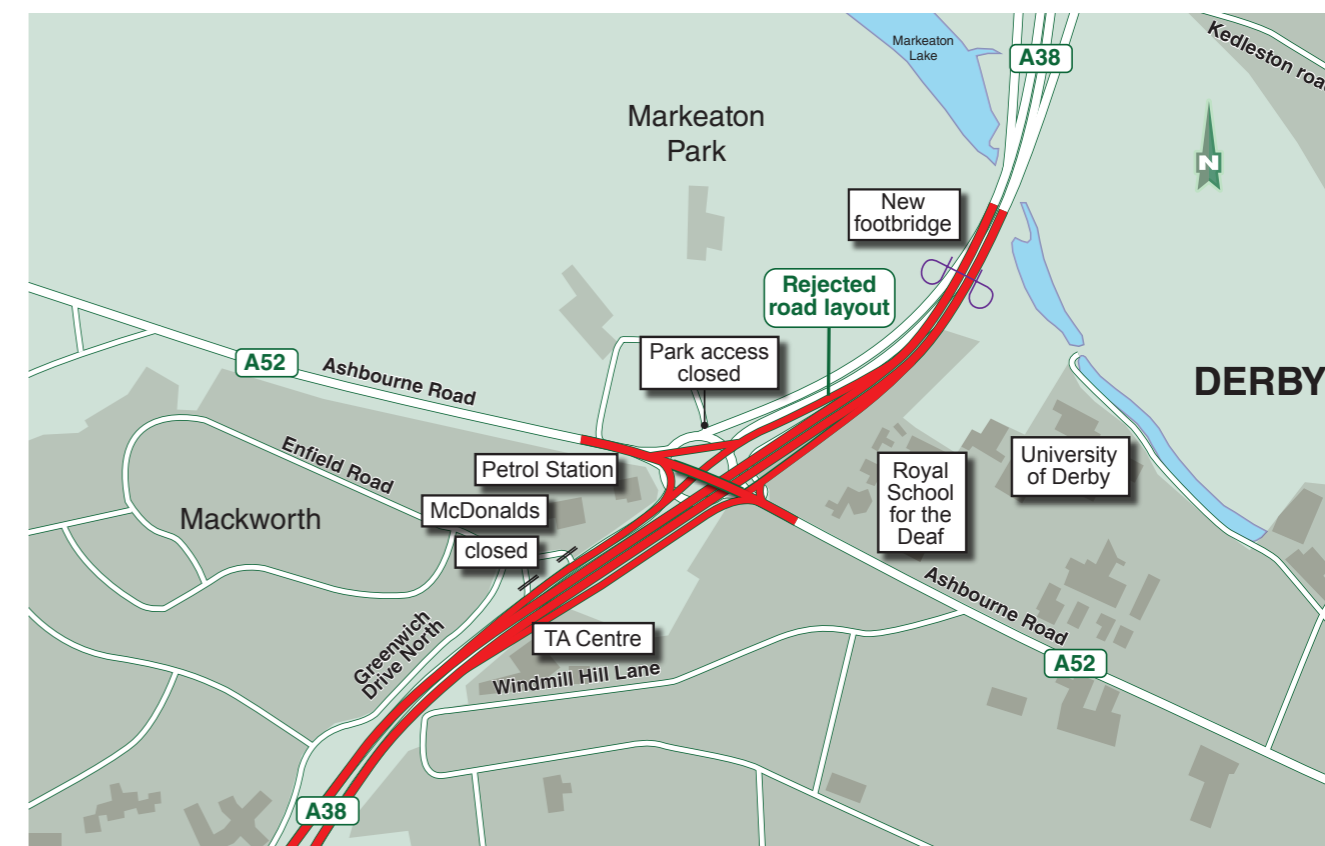 Markeaton
Lake
A38
Kedleston
Markeaton
Park
N
New
footbridge
Rejected
road layout
Park access
closed
A52
Ashbourne Road
DERBY
Enfield Road
Petrol Station
University
of Derby
Royal
School
for the
Deaf
McDonalds
Mackworth
closed
Ashbourne Road
TA Centre
Greenwich
Drive North
A52
Windmill Hill Lane
A38